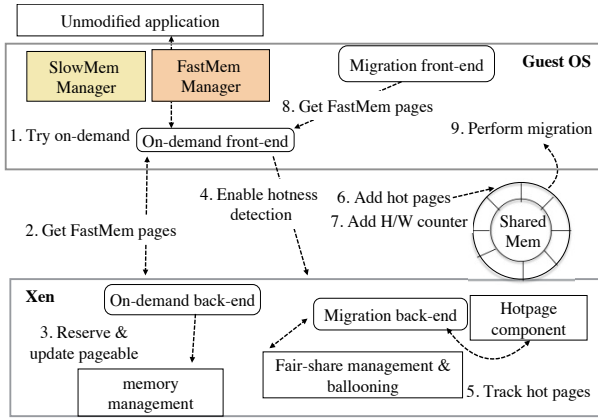 Unmodified application
Guest OS
SlowMem
Manager
FastMem
Manager
Migration front-end
8. Get FastMem pages
1. Try on-demand
On-demand front-end
9. Perform migration
4. Enable hotness
detection
6. Add hot pages
7. Add H/W counter
Shared
Mem
2. Get FastMem pages
Xen
On-demand back-end
Migration back-end
Hotpage
component
3. Reserve &
update pageable
Fair-share management &
ballooning
memory
management
5. Track hot pages